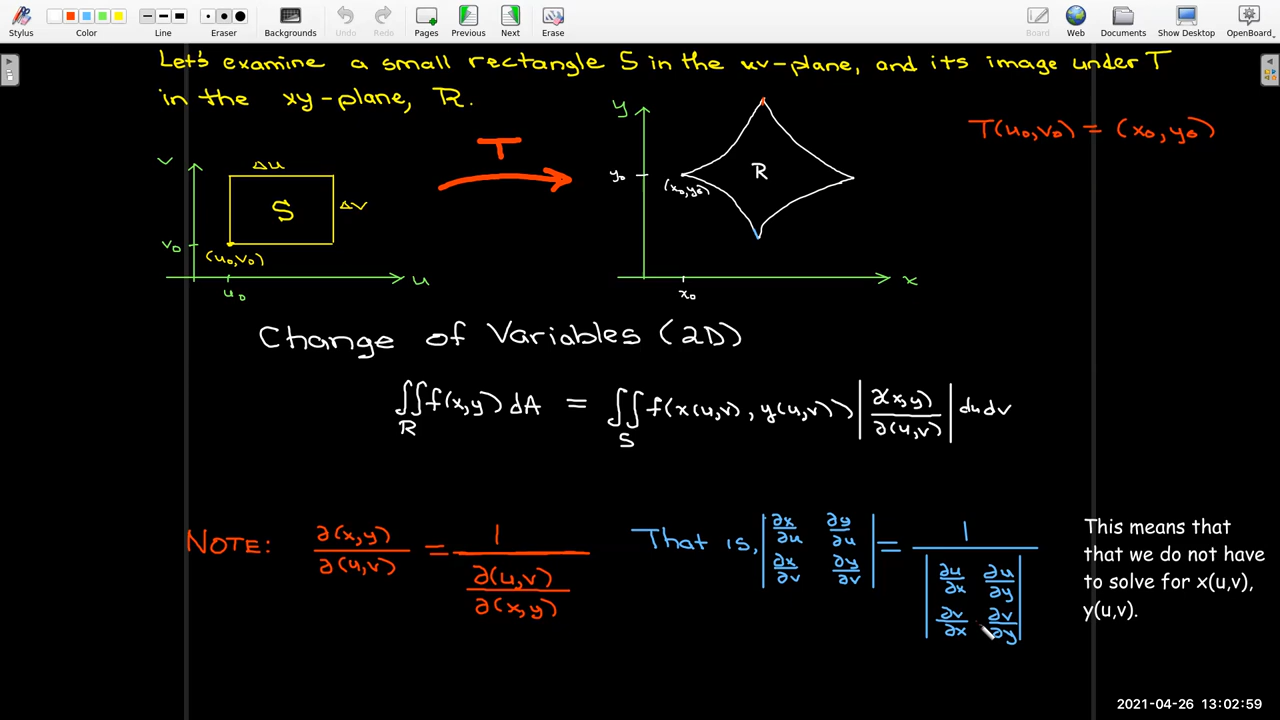 Stylus Color Line Eraser Backgrounds Undo Redo Pages Previous Next Erase Board Web Documents Show Desktop OpenBoard
Let's examine a small rectangle S in the uv-plane, and its image under T
in the xy-plane, R.
T(u₀,v₀) = (x₀,y₀)
T
v
Δu
S
Δv
v₀
(u₀,v₀)
u₀
u
y
y₀
(x₀,y₀)
R
x₀
x
Change of Variables (2D)
∬_R f(x,y) dA = ∬_S f(x(u,v), y(u,v)) |∂(x,y)/∂(u,v)| du dv
NOTE: ∂(x,y)/∂(u,v) = 1/(∂(u,v)/∂(x,y))
That is, |∂x/∂u ∂y/∂u; ∂x/∂v ∂y/∂v| = 1/|∂u/∂x ∂u/∂y; ∂v/∂x ∂v/∂y|
This means that
that we do not have
to solve for x(u,v),
y(u,v).
2021-04-26 13:02:59